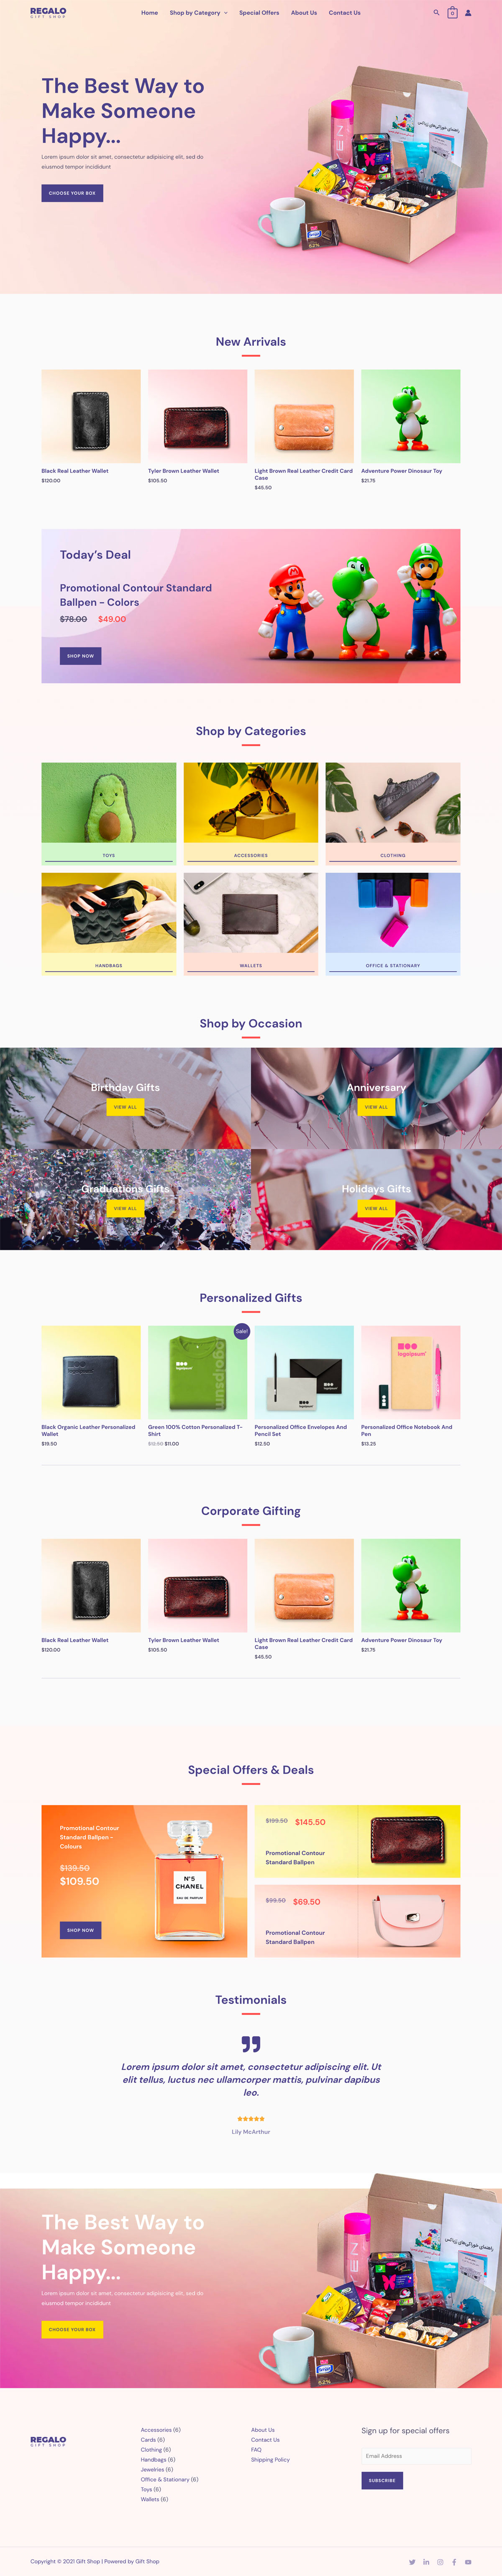 REGALO
GIFT SHOP
Home Shop by Category Special Offers About Us Contact Us
0
The Best Way to
Make Someone
Happy...
Lorem ipsum dolor sit amet, consectetur adipisicing elit, sed do
eiusmod tempor incididunt
CHOOSE YOUR BOX
New Arrivals
Black Real Leather Wallet
$120.00
Tyler Brown Leather Wallet
$105.50
Light Brown Real Leather Credit Card
Case
$45.50
Adventure Power Dinosaur Toy
$21.75
Today’s Deal
Promotional Contour Standard
Ballpen - Colors
$78.00 $49.00
SHOP NOW
Shop by Categories
TOYS
ACCESSORIES
CLOTHING
HANDBAGS
WALLETS
OFFICE & STATIONARY
Shop by Occasion
Birthday Gifts
VIEW ALL
Anniversary
VIEW ALL
Graduations Gifts
VIEW ALL
Holidays Gifts
VIEW ALL
Personalized Gifts
Sale!
logoipsum
Black Organic Leather Personalized
Wallet
$19.50
Green 100% Cotton Personalized T-
Shirt
$11.00
Personalized Office Envelopes And
Pencil Set
$12.50
Personalized Office Notebook And
Pen
$13.25
Corporate Gifting
Black Real Leather Wallet
$120.00
Tyler Brown Leather Wallet
$105.50
Light Brown Real Leather Credit Card
Case
$45.50
Adventure Power Dinosaur Toy
$21.75
Special Offers & Deals
Promotional Contour
Standard Ballpen -
Colours
$139.50
$109.50
SHOP NOW
N°5
CHANEL
EAU DE PARFUM
$199.50 $145.50
Promotional Contour
Standard Ballpen
$99.50 $69.50
Promotional Contour
Standard Ballpen
Testimonials
Lorem ipsum dolor sit amet, consectetur adipiscing elit. Ut
elit tellus, luctus nec ullamcorper mattis, pulvinar dapibus
leo.
Lily McArthur
The Best Way to
Make Someone
Happy...
Lorem ipsum dolor sit amet, consectetur adipisicing elit, sed do
eiusmod tempor incididunt
CHOOSE YOUR BOX
REGALO
GIFT SHOP
Accessories (6)
Cards (6)
Clothing (6)
Handbags (6)
Jewelries (6)
Office & Stationary (6)
Toys (6)
Wallets (6)
About Us
Contact Us
FAQ
Shipping Policy
Sign up for special offers
Email Address
SUBSCRIBE
Copyright © 2021 Gift Shop | Powered by Gift Shop